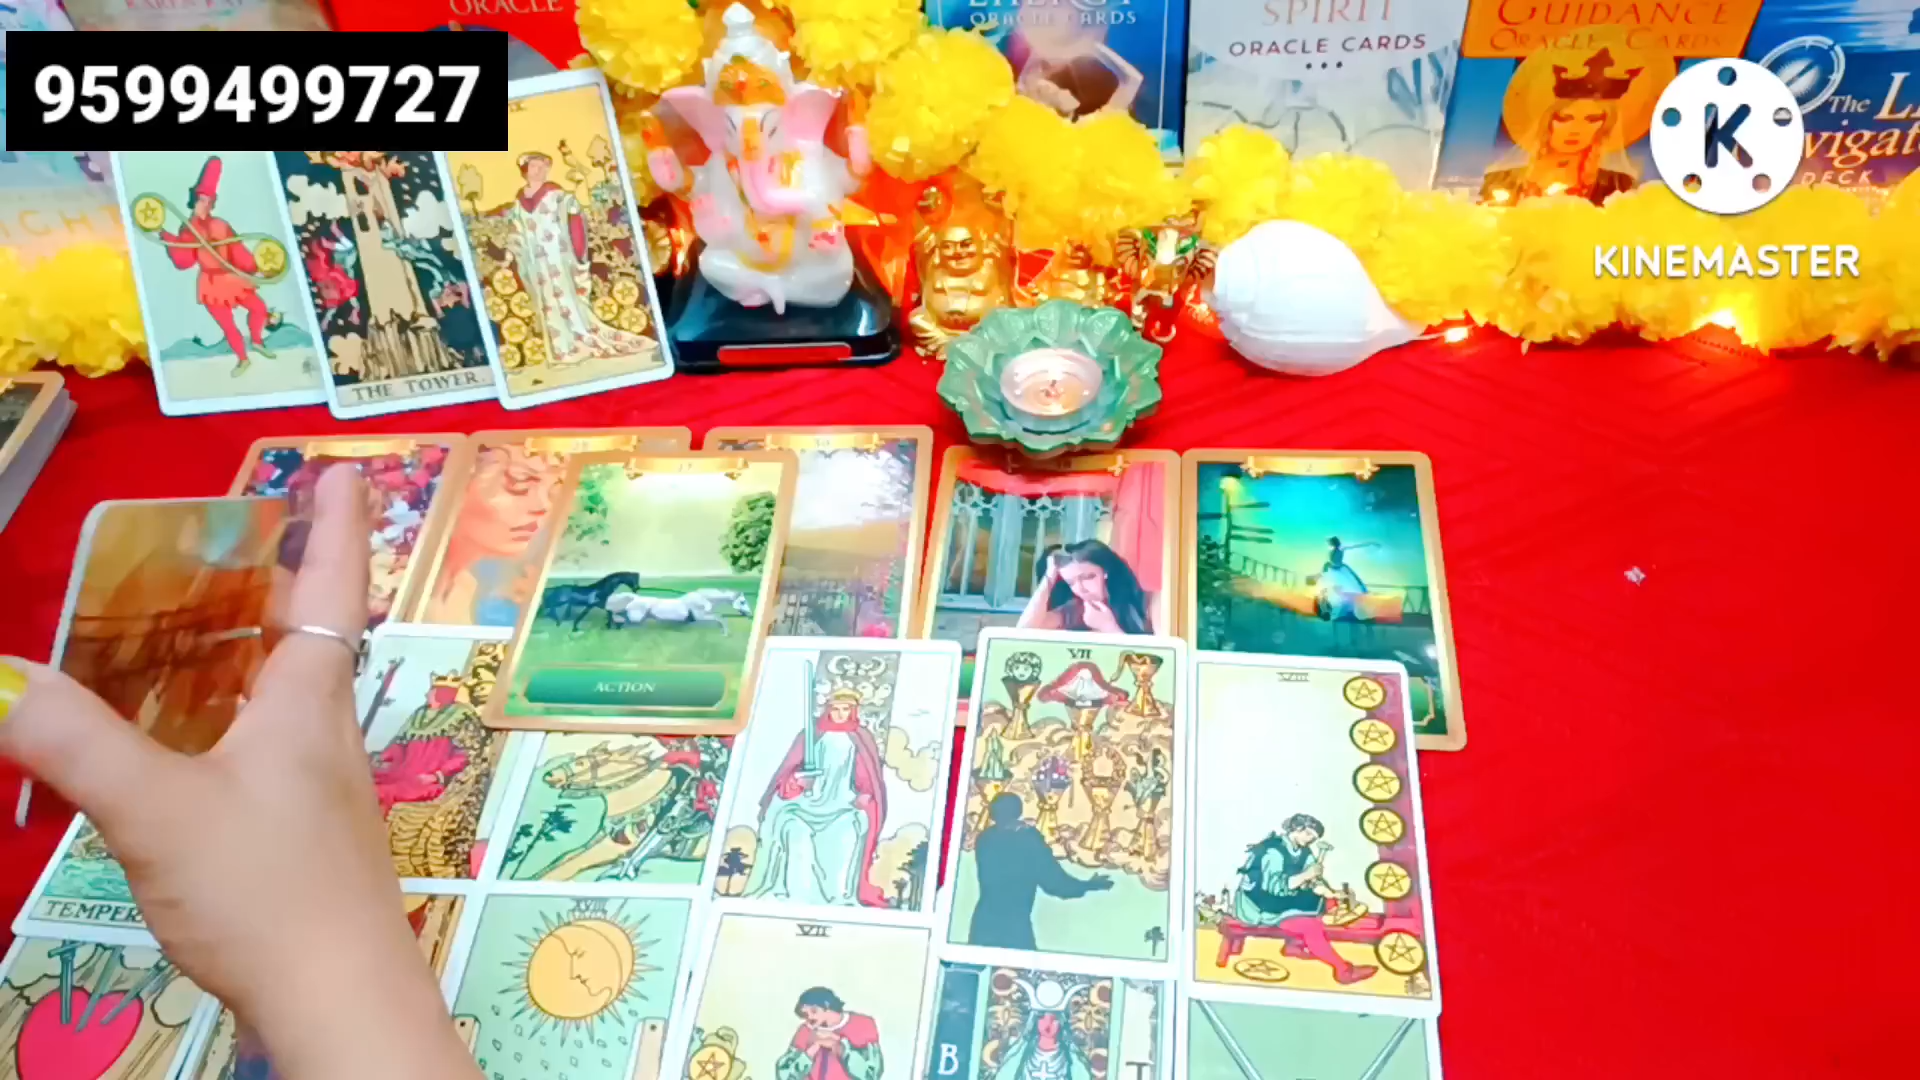 ORACLE
9599499727
ORACLE CARDS
SPIRIT
ORACLE CARDS
GUIDANCE
ORACLE CARDS
The
DECK
KINEMASTER
THE TOWER.
ACTION
VII
VIII
TEMPER
XVIII
VII
B